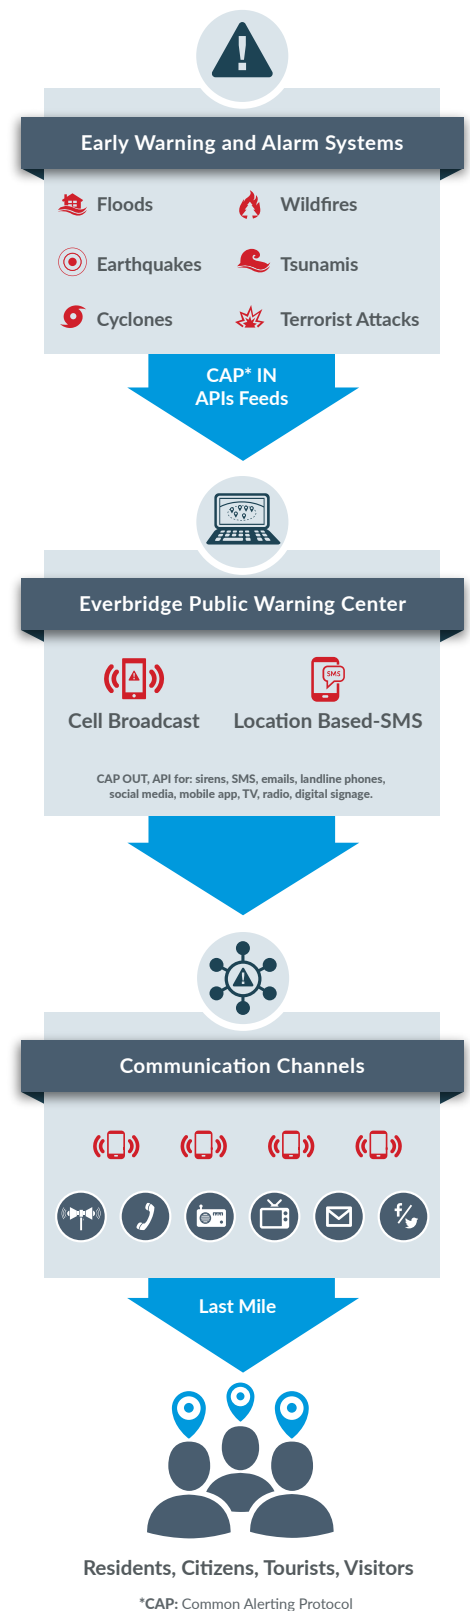 Early Warning and Alarm Systems
Floods
Wildfires
Earthquakes
Tsunamis
Cyclones
Terrorist Attacks
CAP* IN
APIs Feeds
Everbridge Public Warning Center
SMS
Cell Broadcast
Location Based-SMS
CAP OUT, API for: sirens, SMS, emails, landline phones,
social media, mobile app, TV, radio, digital signage.
Communication Channels
Last Mile
Residents, Citizens, Tourists, Visitors
*CAP: Common Alerting Protocol